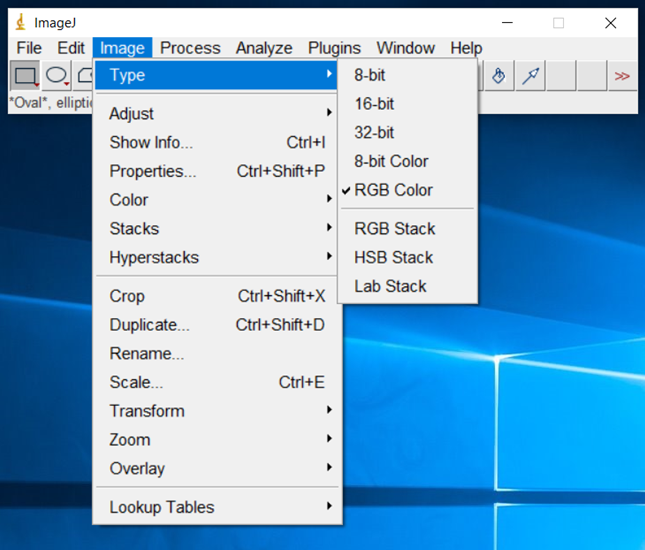 ImageJ
File Edit Image Process Analyze Plugins Window Help
>>
*Oval*, elliptic
Type
Adjust
Show Info... Ctrl+I
Properties... Ctrl+Shift+P
Color
Stacks
Hyperstacks
Crop Ctrl+Shift+X
Duplicate... Ctrl+Shift+D
Rename...
Scale... Ctrl+E
Transform
Zoom
Overlay
Lookup Tables
8-bit
16-bit
32-bit
8-bit Color
RGB Color
RGB Stack
HSB Stack
Lab Stack